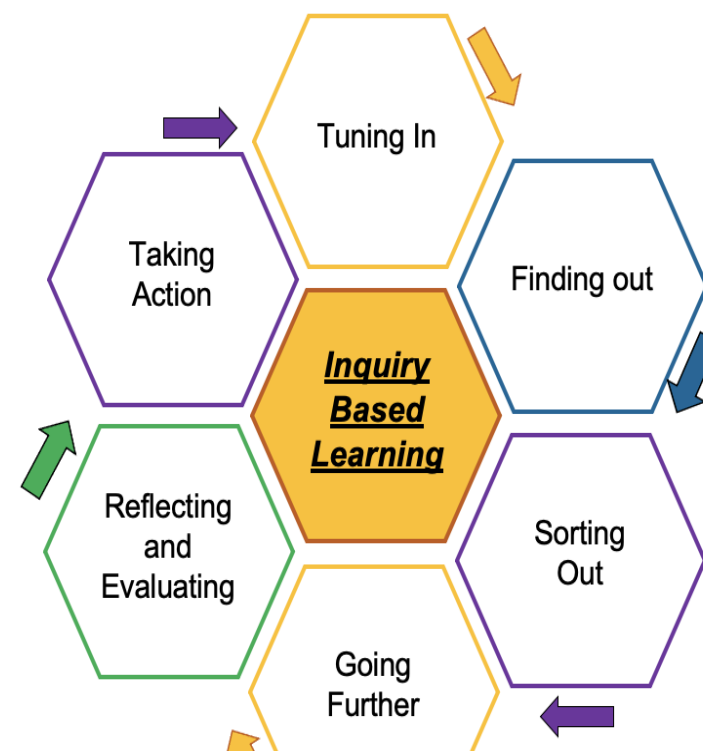 Tuning In
Finding out
Sorting
Out
Going
Further
Reflecting
and
Evaluating
Taking
Action
Inquiry
Based
Learning